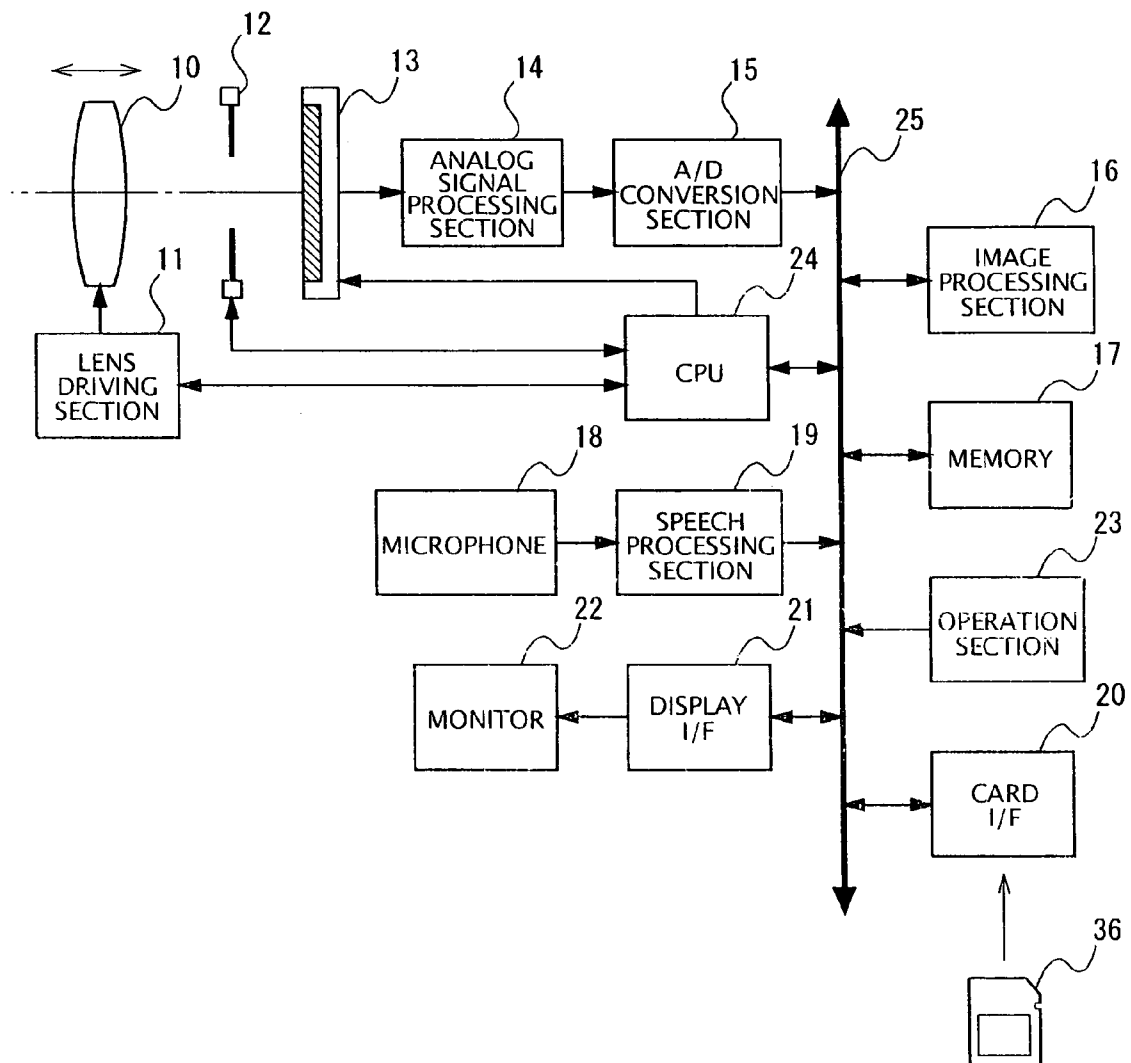 12
10
13
14
15
25
ANALOG
SIGNAL
PROCESSING
SECTION
A/D
CONVERSION
SECTION
16
IMAGE
PROCESSING
SECTION
11
LENS
DRIVING
SECTION
24
CPU
17
MEMORY
18
MICROPHONE
19
SPEECH
PROCESSING
SECTION
23
OPERATION
SECTION
22
MONITOR
21
DISPLAY
I/F
20
CARD
I/F
36